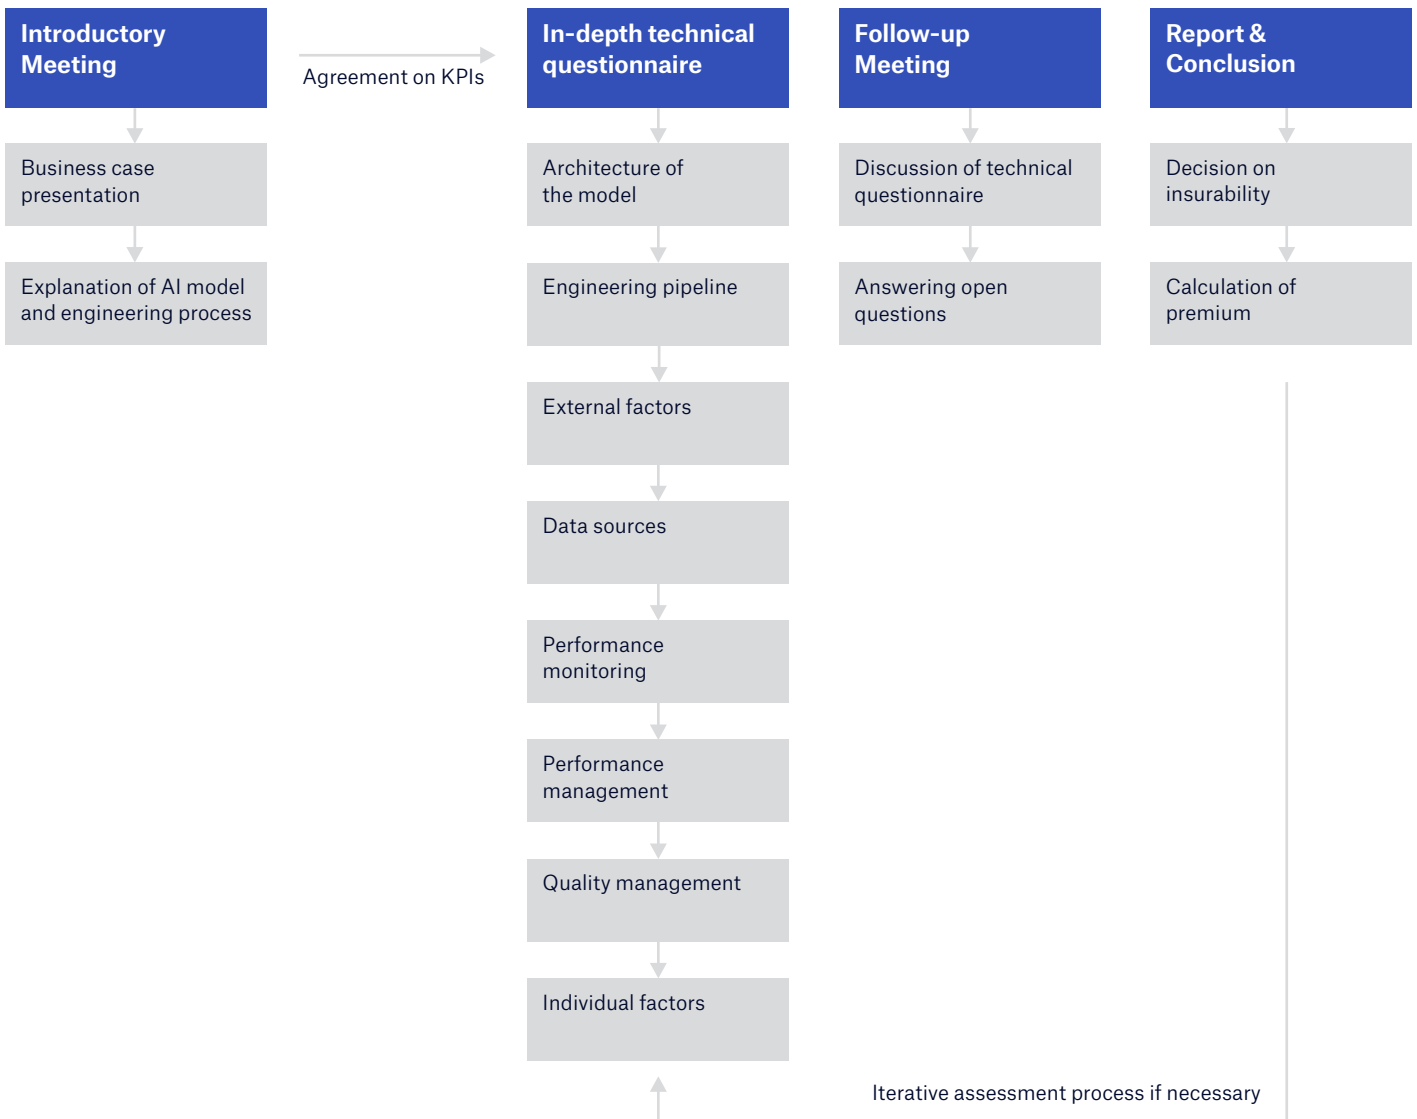 Introductory
Meeting
Agreement on KPIs
In-depth technical
questionnaire
Follow-up
Meeting
Report &
Conclusion
Business case
presentation
Explanation of AI model
and engineering process
Architecture of
the model
Engineering pipeline
External factors
Data sources
Performance
monitoring
Performance
management
Quality management
Individual factors
Discussion of technical
questionnaire
Answering open
questions
Decision on
insurability
Calculation of
premium
Iterative assessment process if necessary